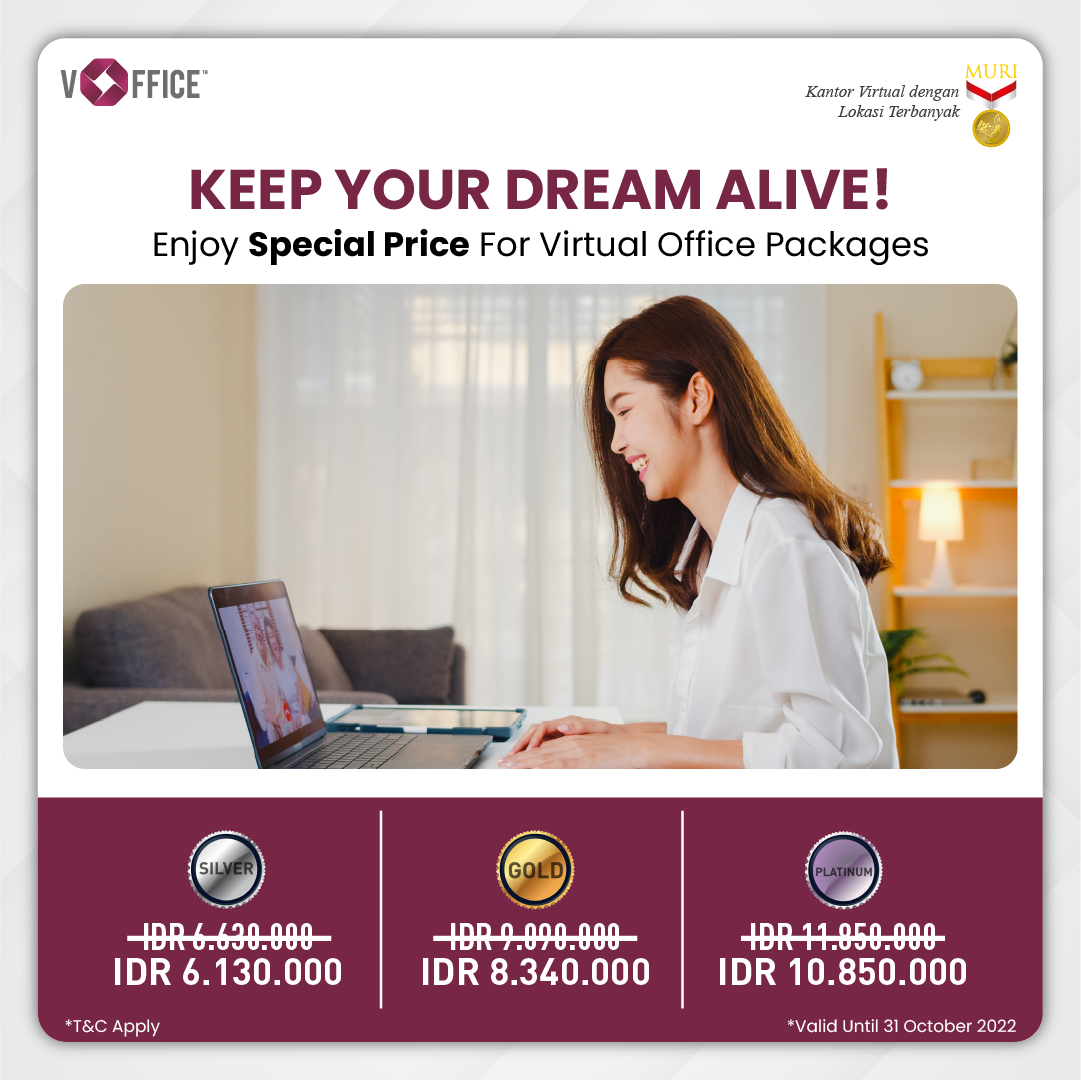 VOFFICE™
MURI
Kantor Virtual dengan
Lokasi Terbanyak
KEEP YOUR DREAM ALIVE!
Enjoy Special Price For Virtual Office Packages
SILVER
IDR 6.630.000
IDR 6.130.000
GOLD
IDR 9.090.000
IDR 8.340.000
PLATINUM
IDR 11.850.000
IDR 10.850.000
*T&C Apply
*Valid Until 31 October 2022